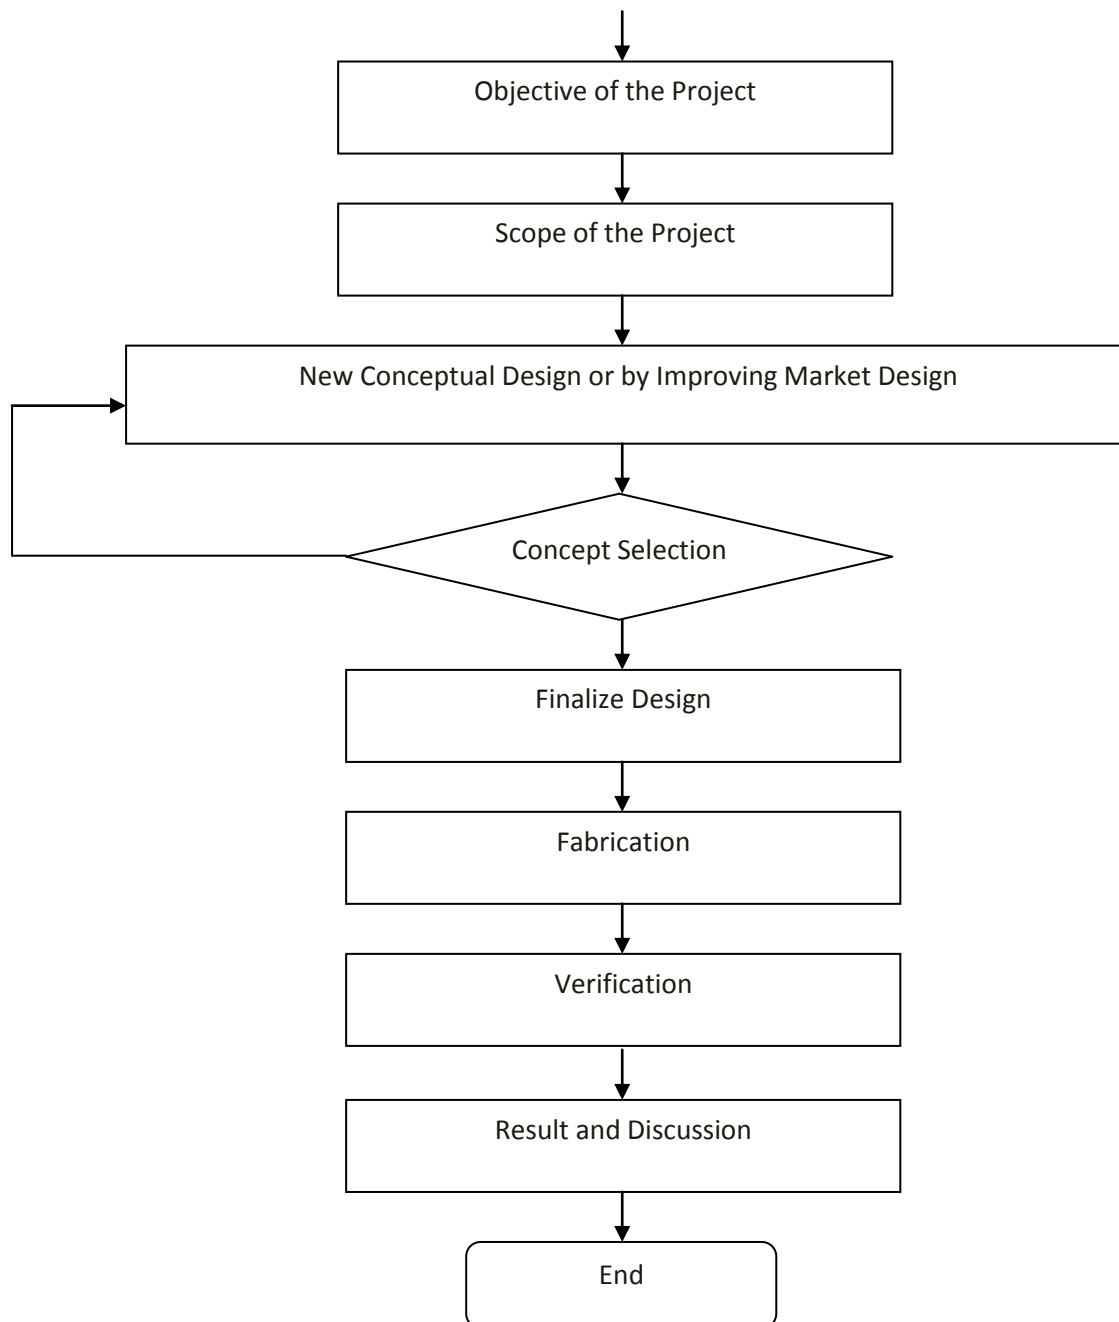 Objective of the Project
Scope of the Project
New Conceptual Design or by Improving Market Design
Concept Selection
Finalize Design
Fabrication
Verification
Result and Discussion
End